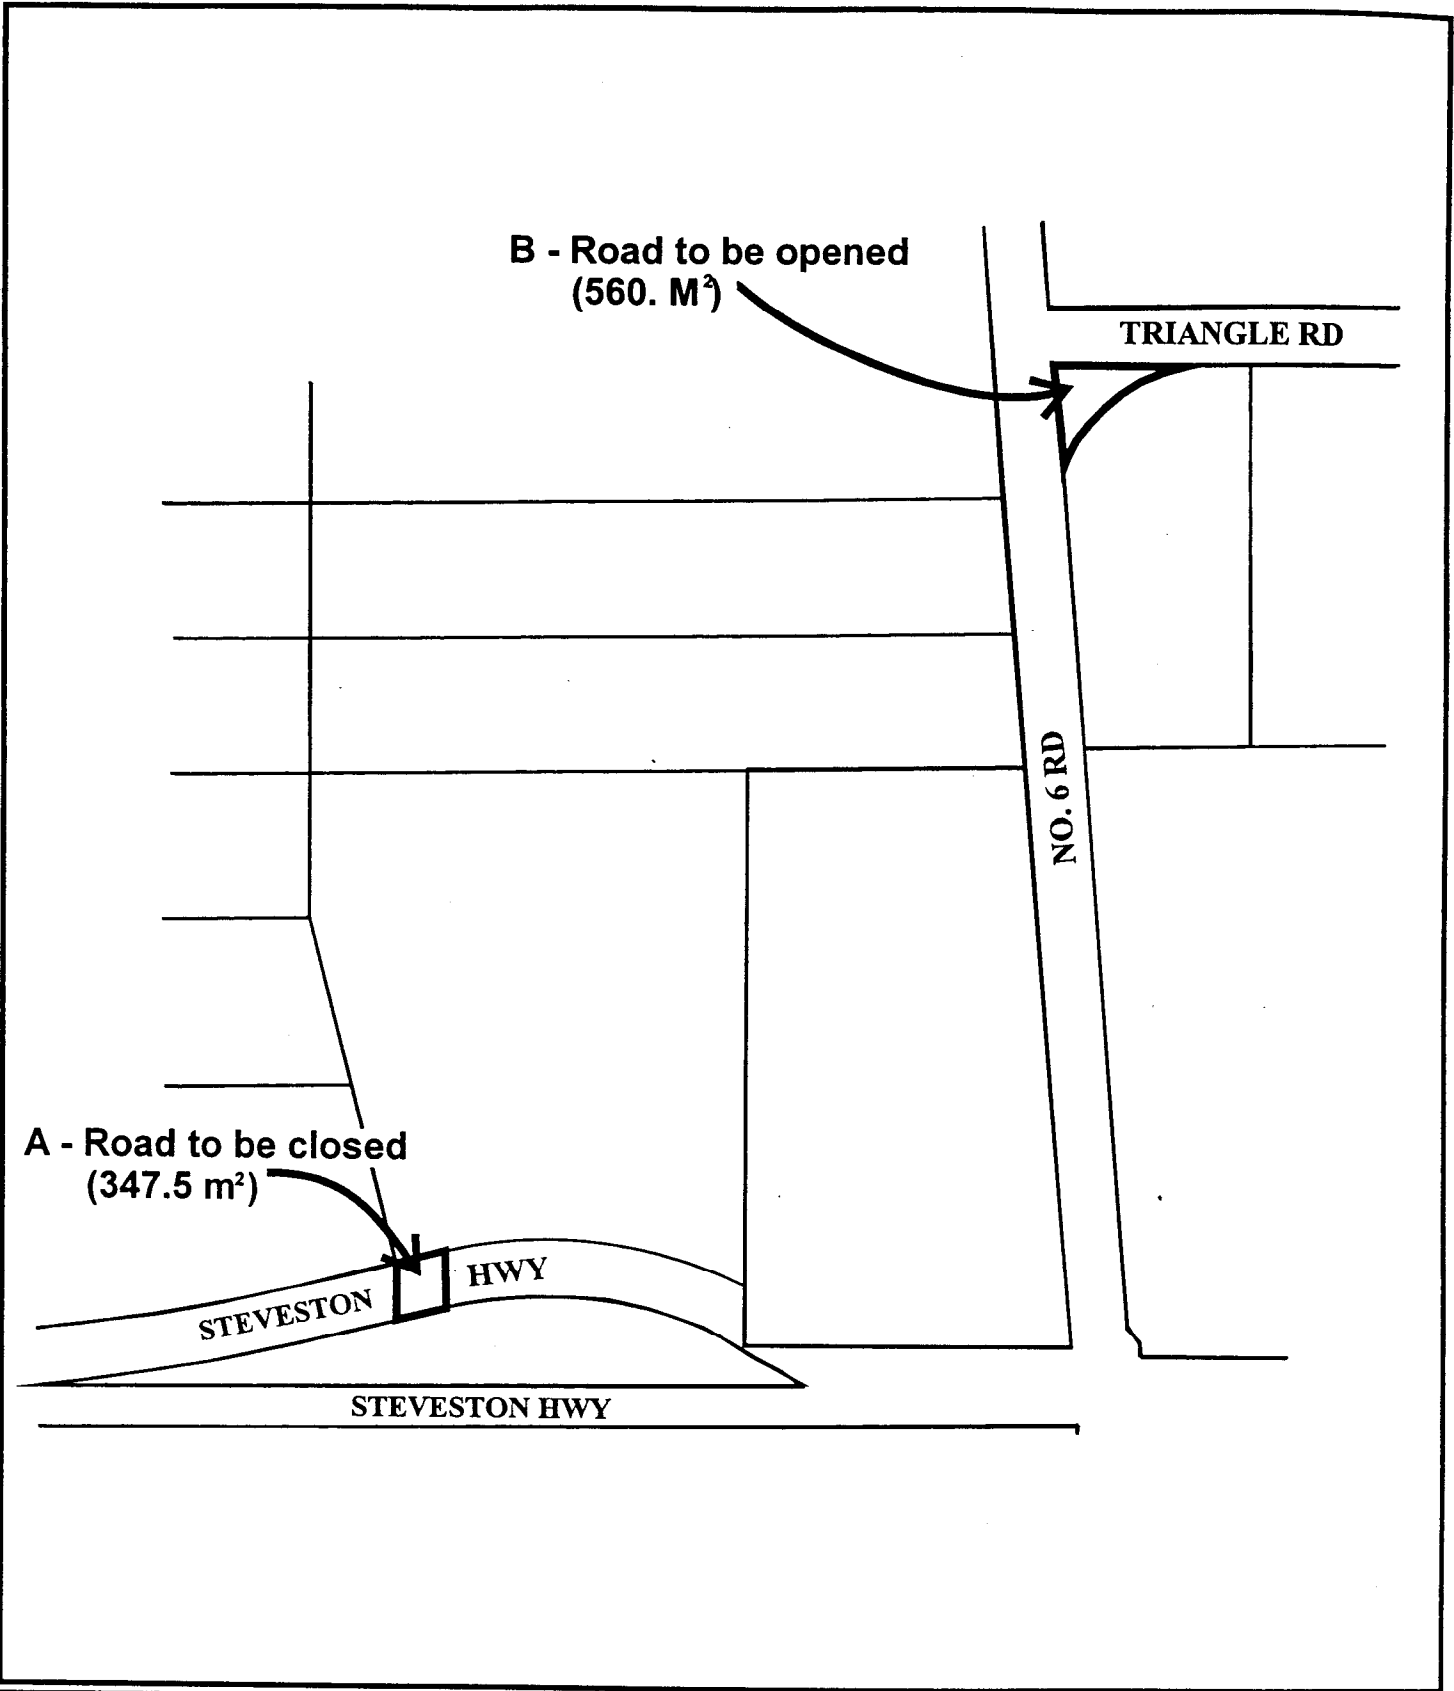 B - Road to be opened
(560. M²)
TRIANGLE RD
NO. 6 RD
A - Road to be closed
(347.5 m²)
STEVESTON HWY
STEVESTON HWY